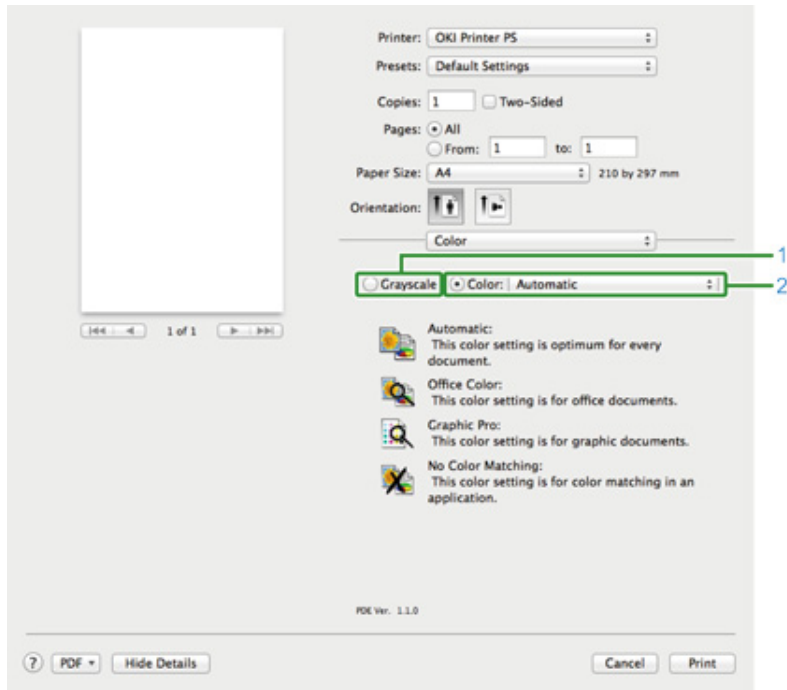 Printer: OKI Printer PS
Presets: Default Settings
Copies: 1 Two-Sided
Pages: All
From: 1 to: 1
Paper Size: A4 210 by 297 mm
Orientation:
Color
1
Grayscale Color: Automatic
2
1 of 1
Automatic:
This color setting is optimum for every
document.
Office Color:
This color setting is for office documents.
Graphic Pro:
This color setting is for graphic documents.
No Color Matching:
This color setting is for color matching in an
application.
PDE Ver. 1.1.0
? PDF Hide Details Cancel Print